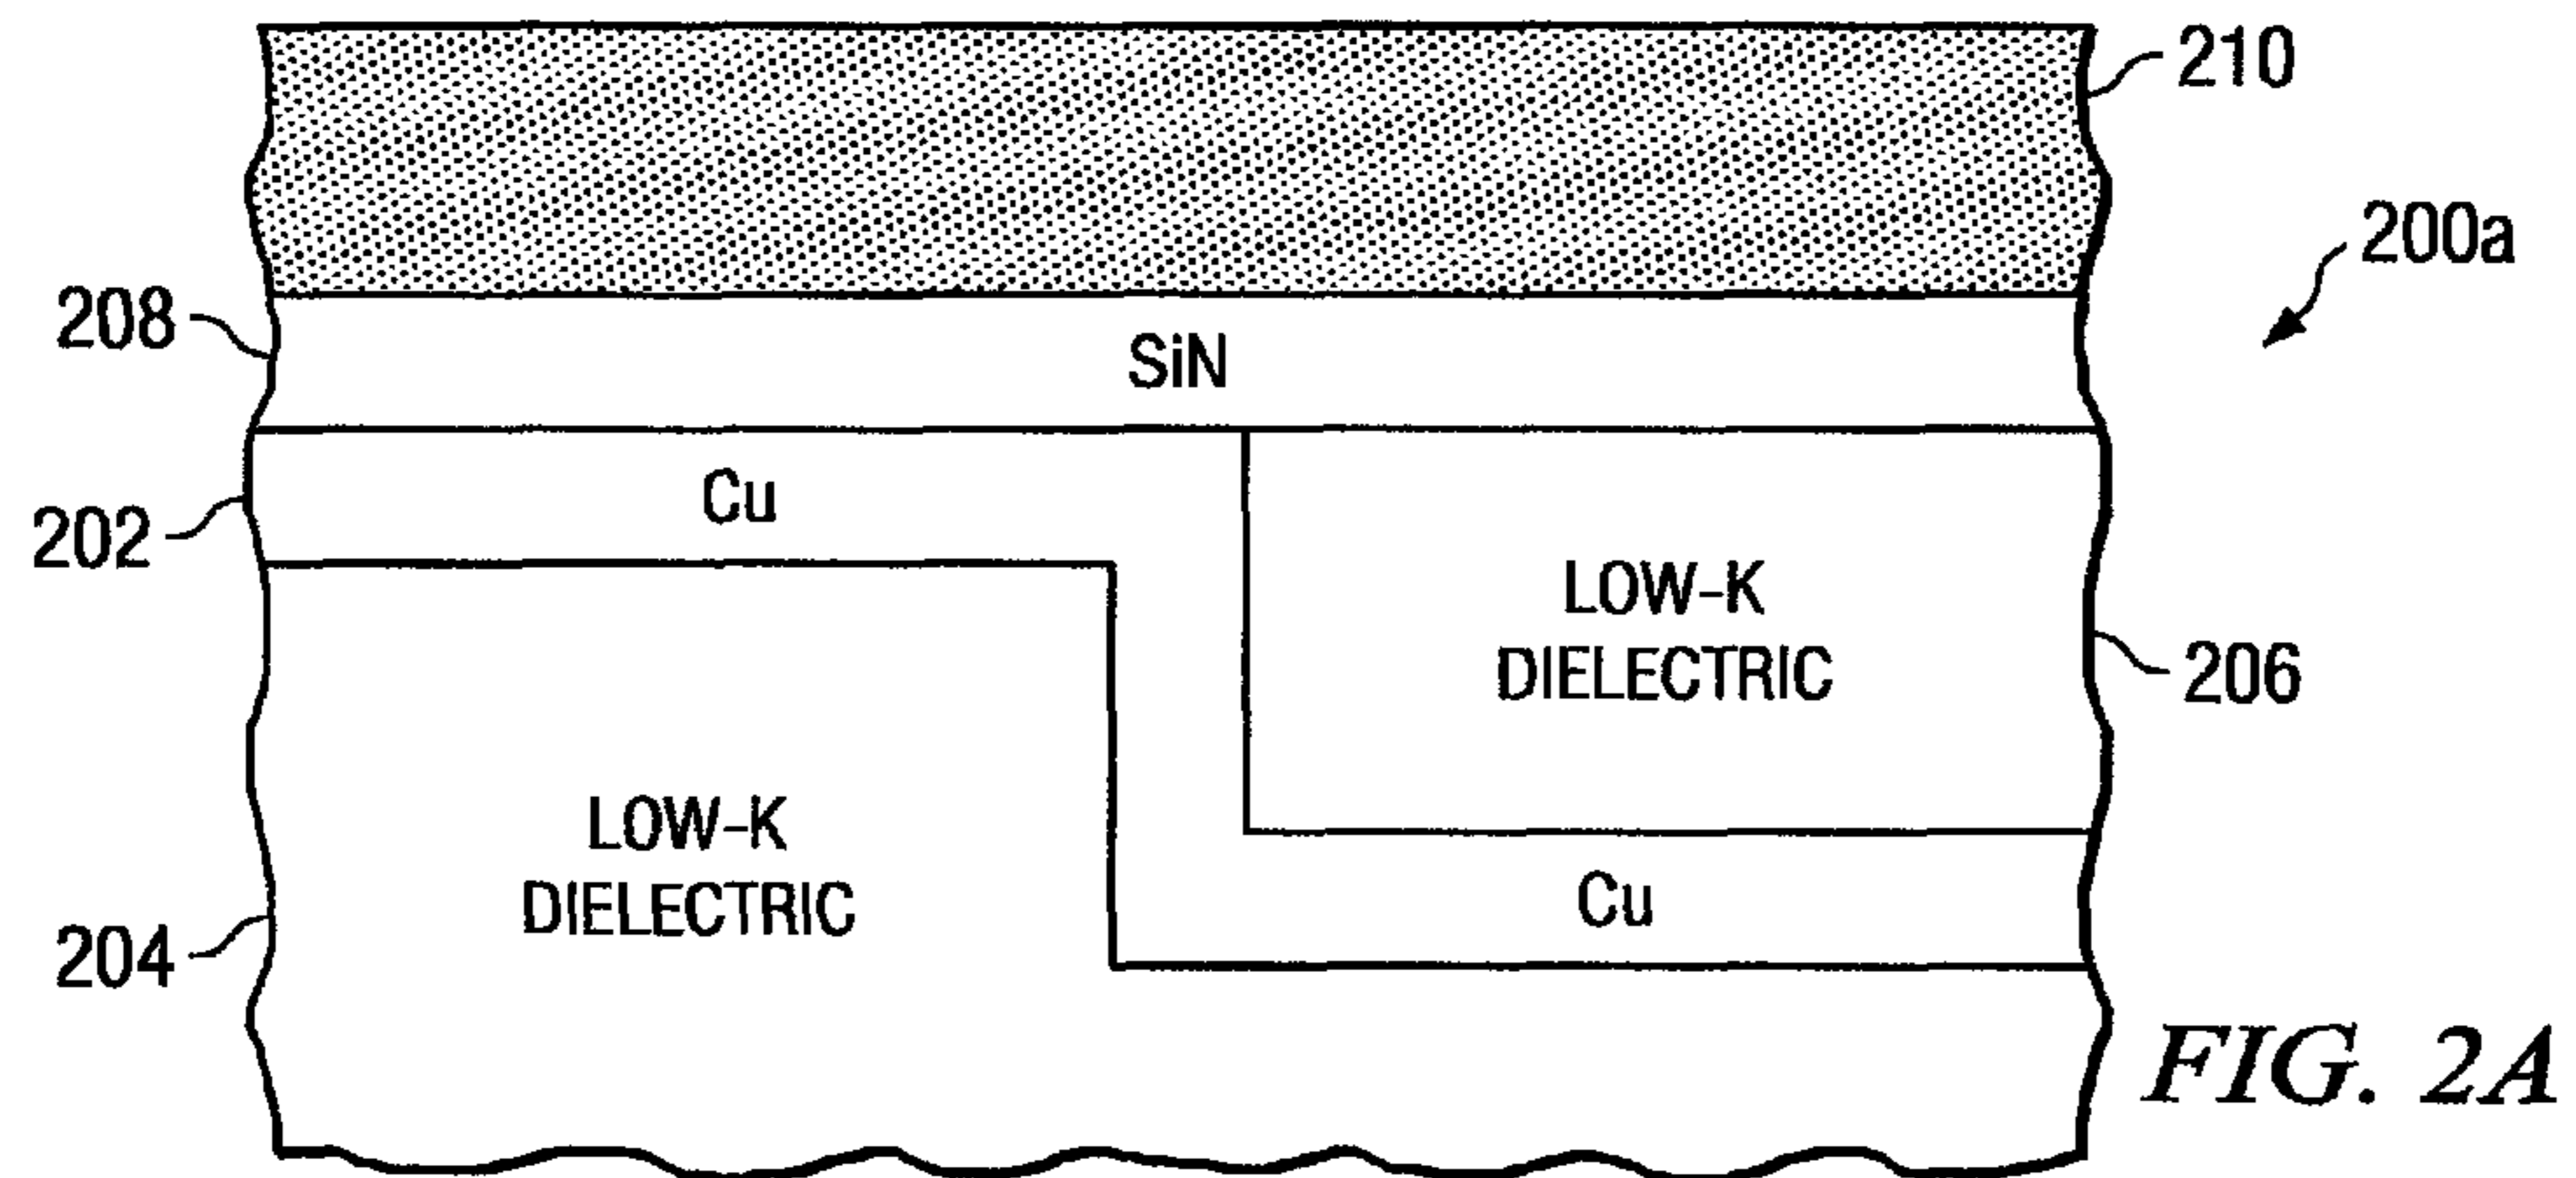 210
200a
208
SiN
202
Cu
LOW-K
DIELECTRIC
206
LOW-K
DIELECTRIC
Cu
204
FIG. 2A